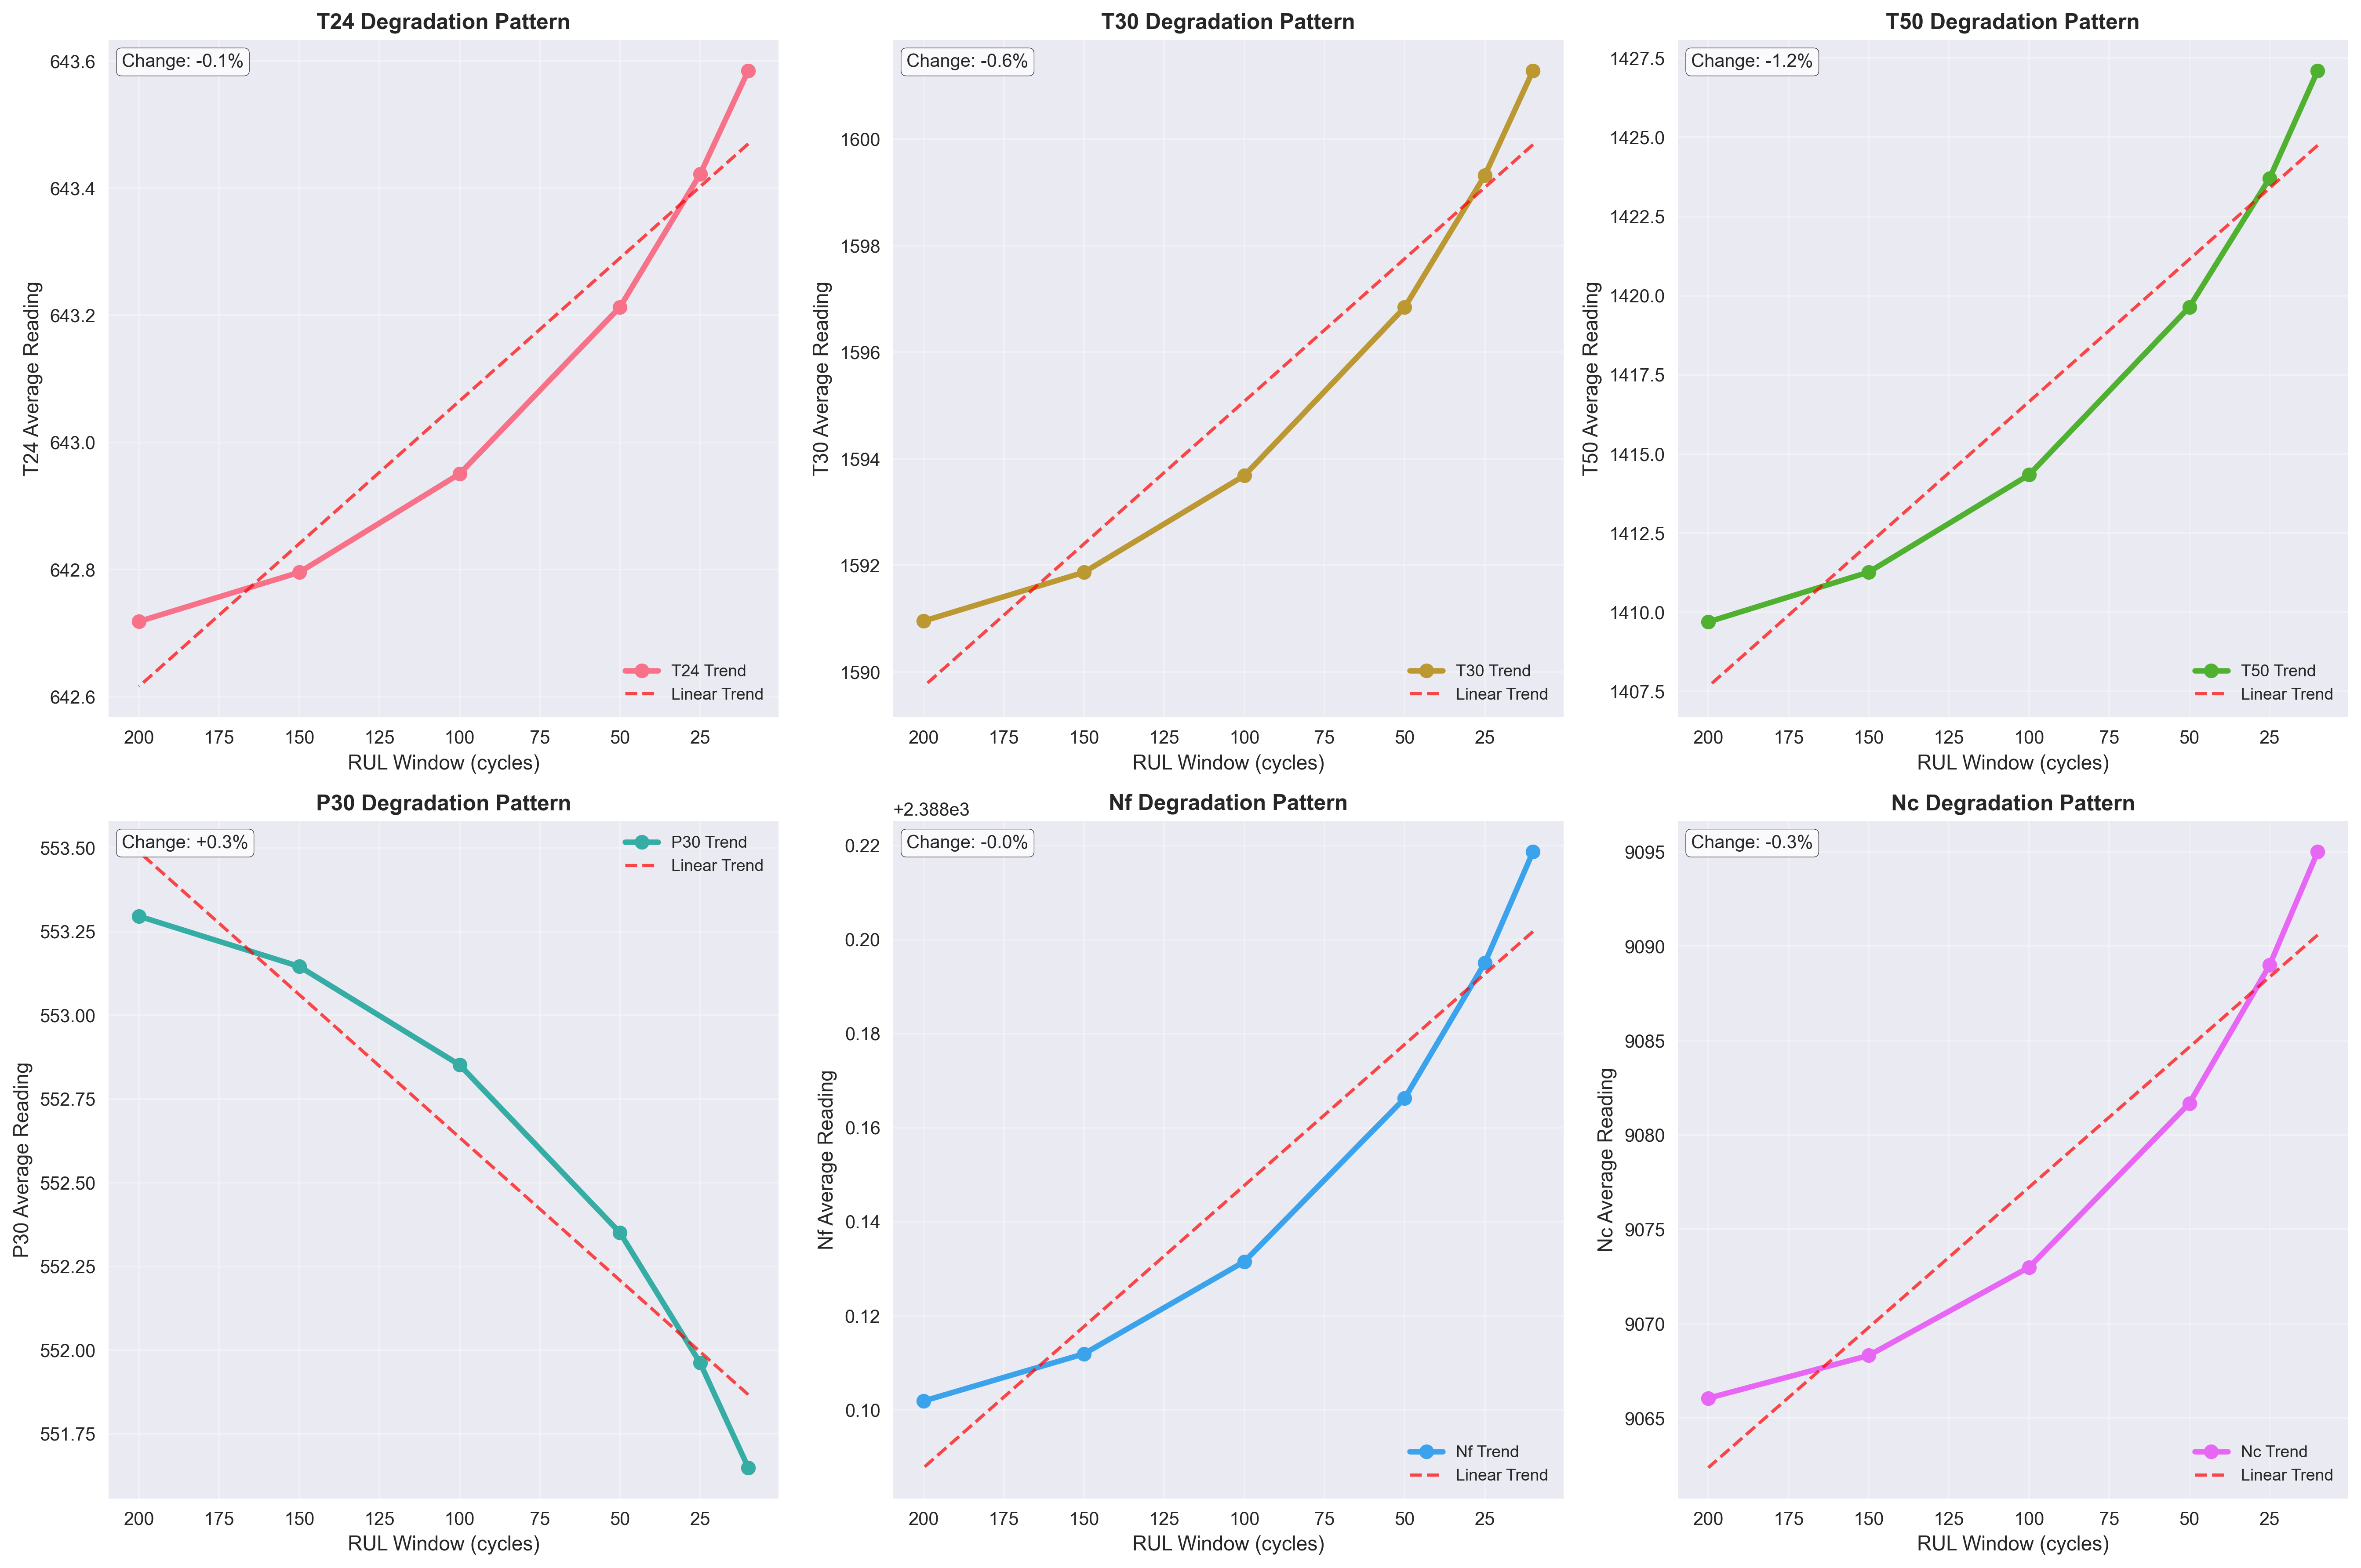 T24 Degradation Pattern
Change: -0.1%
643.6
643.4
643.2
643.0
642.8
642.6
T24 Average Reading
T24 Trend
Linear Trend
200 175 150 125 100 75 50 25
RUL Window (cycles)
T30 Degradation Pattern
Change: -0.6%
1600
1598
1596
1594
1592
1590
T30 Average Reading
T30 Trend
Linear Trend
200 175 150 125 100 75 50 25
RUL Window (cycles)
T50 Degradation Pattern
Change: -1.2%
1427.5
1425.0
1422.5
1420.0
1417.5
1415.0
1412.5
1410.0
1407.5
T50 Average Reading
T50 Trend
Linear Trend
200 175 150 125 100 75 50 25
RUL Window (cycles)
P30 Degradation Pattern
Change: +0.3%
P30 Trend
Linear Trend
553.50
553.25
553.00
552.75
552.50
552.25
552.00
551.75
P30 Average Reading
200 175 150 125 100 75 50 25
RUL Window (cycles)
Nf Degradation Pattern
+2.388e3
Change: -0.0%
0.22
0.20
0.18
0.16
0.14
0.12
0.10
Nf Average Reading
Nf Trend
Linear Trend
200 175 150 125 100 75 50 25
RUL Window (cycles)
Nc Degradation Pattern
Change: -0.3%
9095
9090
9085
9080
9075
9070
9065
Nc Average Reading
Nc Trend
Linear Trend
200 175 150 125 100 75 50 25
RUL Window (cycles)